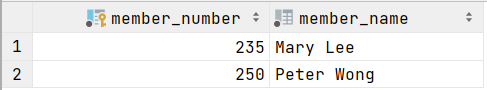 member_number member_name
1 235 Mary Lee
2 250 Peter Wong